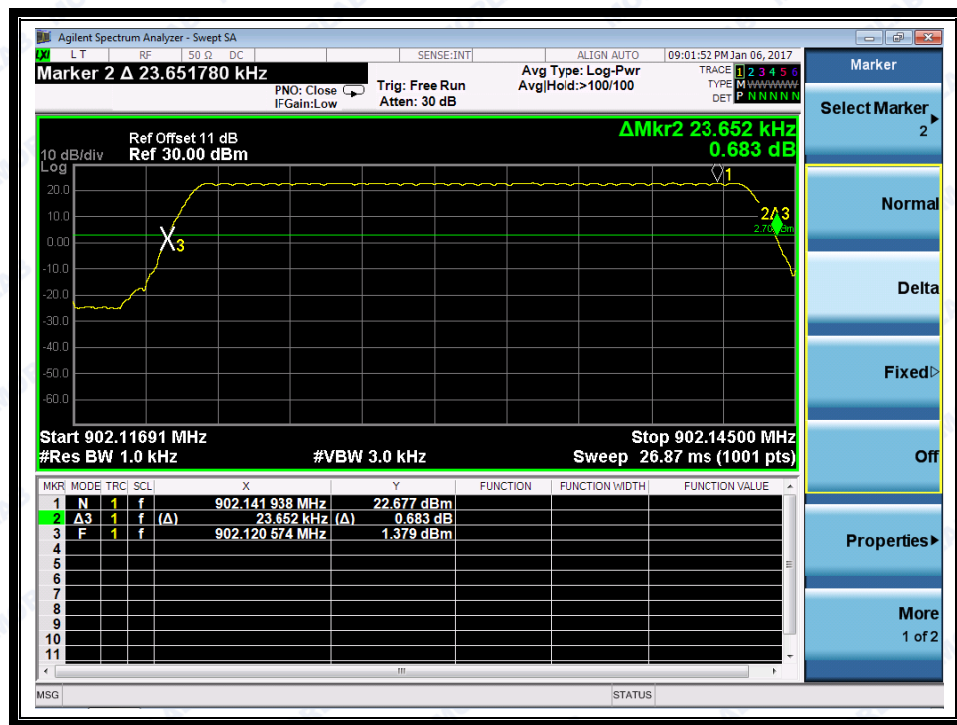 Agilent Spectrum Analyzer - Swept SA
LXI L T RF 50 Ω DC SENSE:INT ALIGN AUTO 09:01:52 PM Jan 06, 2017
Marker 2 Δ 23.651780 kHz
PNO: Close
IFGain:Low
Trig: Free Run
Atten: 30 dB
Avg Type: Log-Pwr
Avg|Hold:>100/100
TRACE 1 2 3 4 5 6
TYPE M WWWWW
DET P N N N N N
Marker
Select Marker
2
Normal
Delta
Fixed
Off
Properties
More
1 of 2
ΔMkr2 23.652 kHz
0.683 dB
Ref Offset 11 dB
10 dB/div Ref 30.00 dBm
Log
1
20.0
10.0
2Δ3
0.00
3
-10.0
-20.0
-30.0
-40.0
-50.0
-60.0
Start 902.11691 MHz Stop 902.14500 MHz
#Res BW 1.0 kHz #VBW 3.0 kHz Sweep 26.87 ms (1001 pts)
MKR MODE TRC SCL X Y FUNCTION FUNCTION WIDTH FUNCTION VALUE
1 N 1 f 902.141 938 MHz 22.677 dBm
2 Δ3 1 f (Δ) 23.652 kHz (Δ) 0.683 dB
3 F 1 f 902.120 574 MHz 1.379 dBm
4
5
6
7
8
9
10
11
MSG STATUS